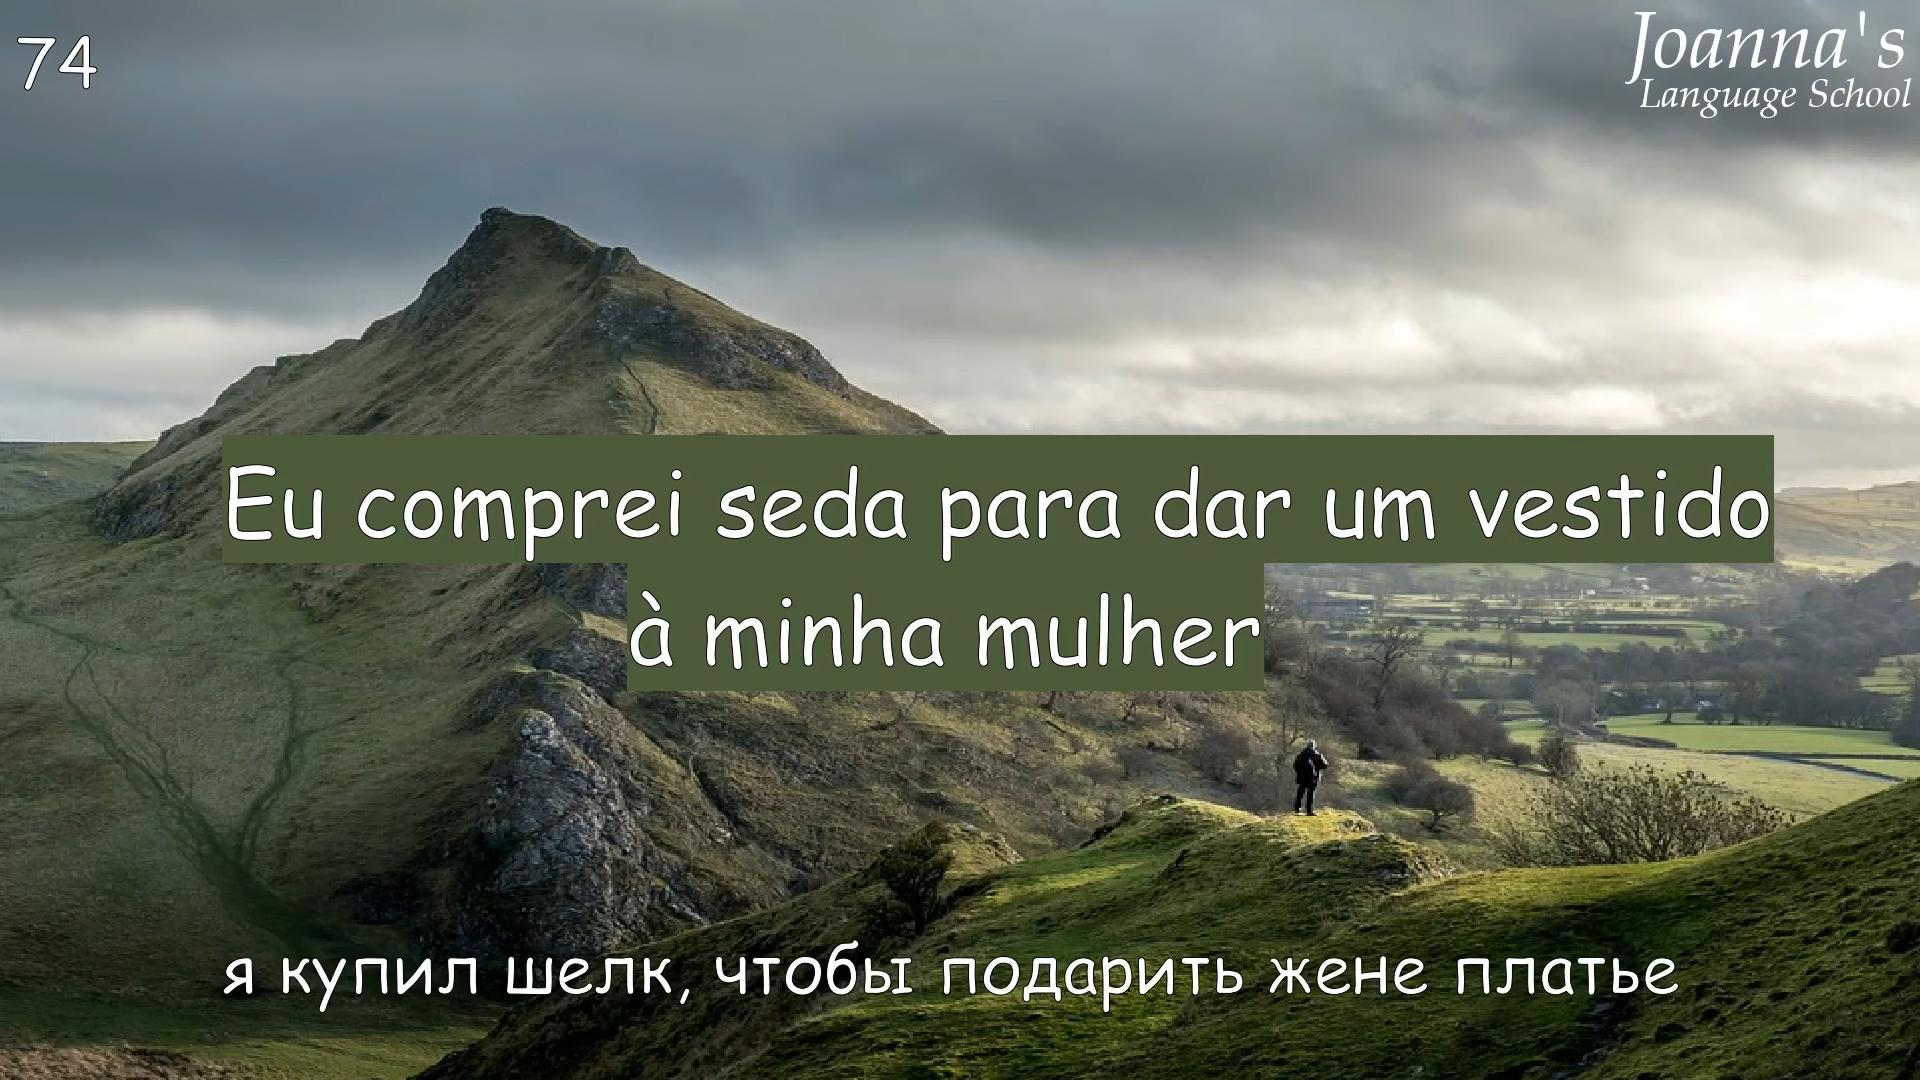 74
Joanna's
Language School
Eu comprei seda para dar um vestido
à minha mulher
я купил шелк, чтобы подарить жене платье